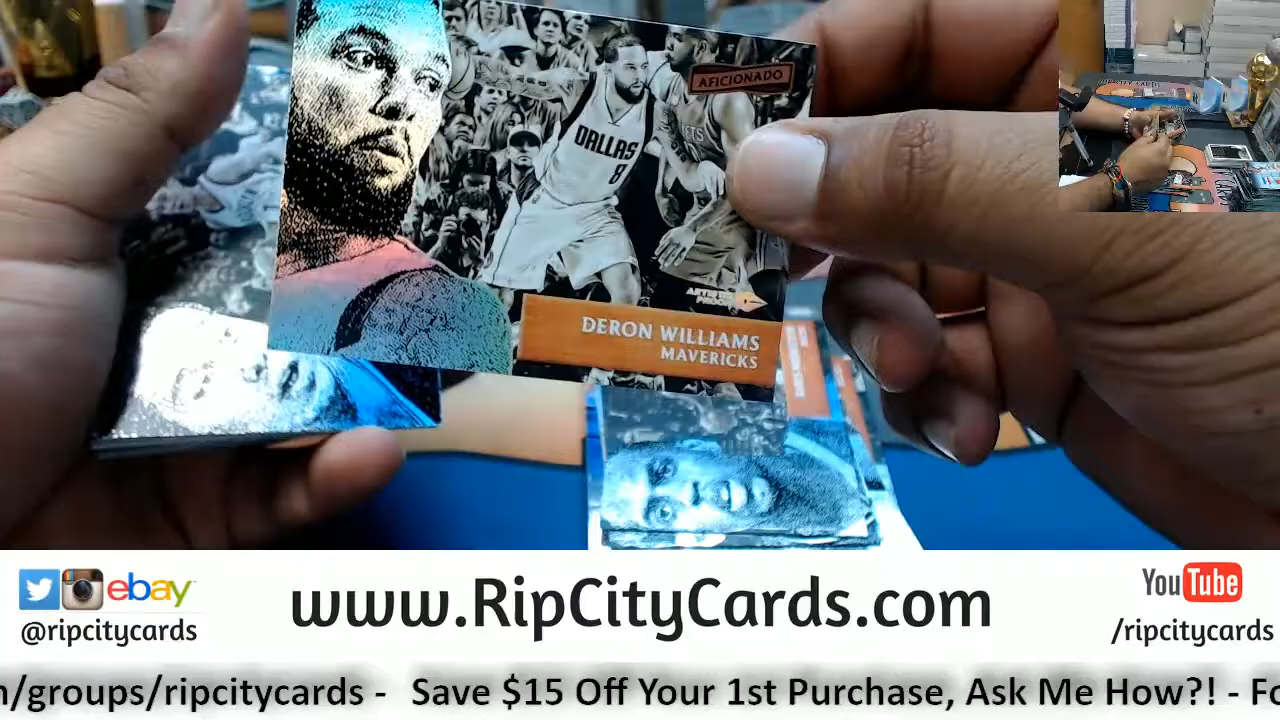 AFICIONADO
DALLAS
8
DERON WILLIAMS
MAVERICKS
ebay
@ripcitycards
www.RipCityCards.com
YouTube
/ripcitycards
n/groups/ripcitycards - Save $15 Off Your 1st Purchase, Ask Me How?! - Fo